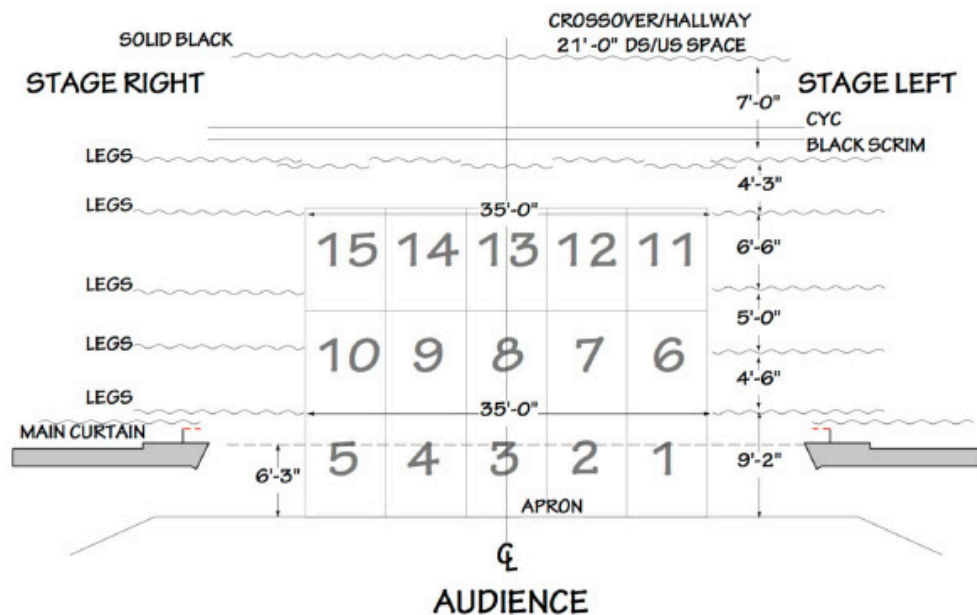 CROSSOVER/HALLWAY
SOLID BLACK 21'-0" DS/US SPACE
STAGE RIGHT STAGE LEFT
7'-0"
CYC
BLACK SCRIM
LEGS
4'-3"
LEGS
35'-0"
15 14 13 12 11
6'-6"
LEGS
5'-0"
LEGS
10 9 8 7 6
4'-6"
LEGS
35'-0"
MAIN CURTAIN
5 4 3 2 1
6'-3" 9'-2"
APRON
CL
AUDIENCE